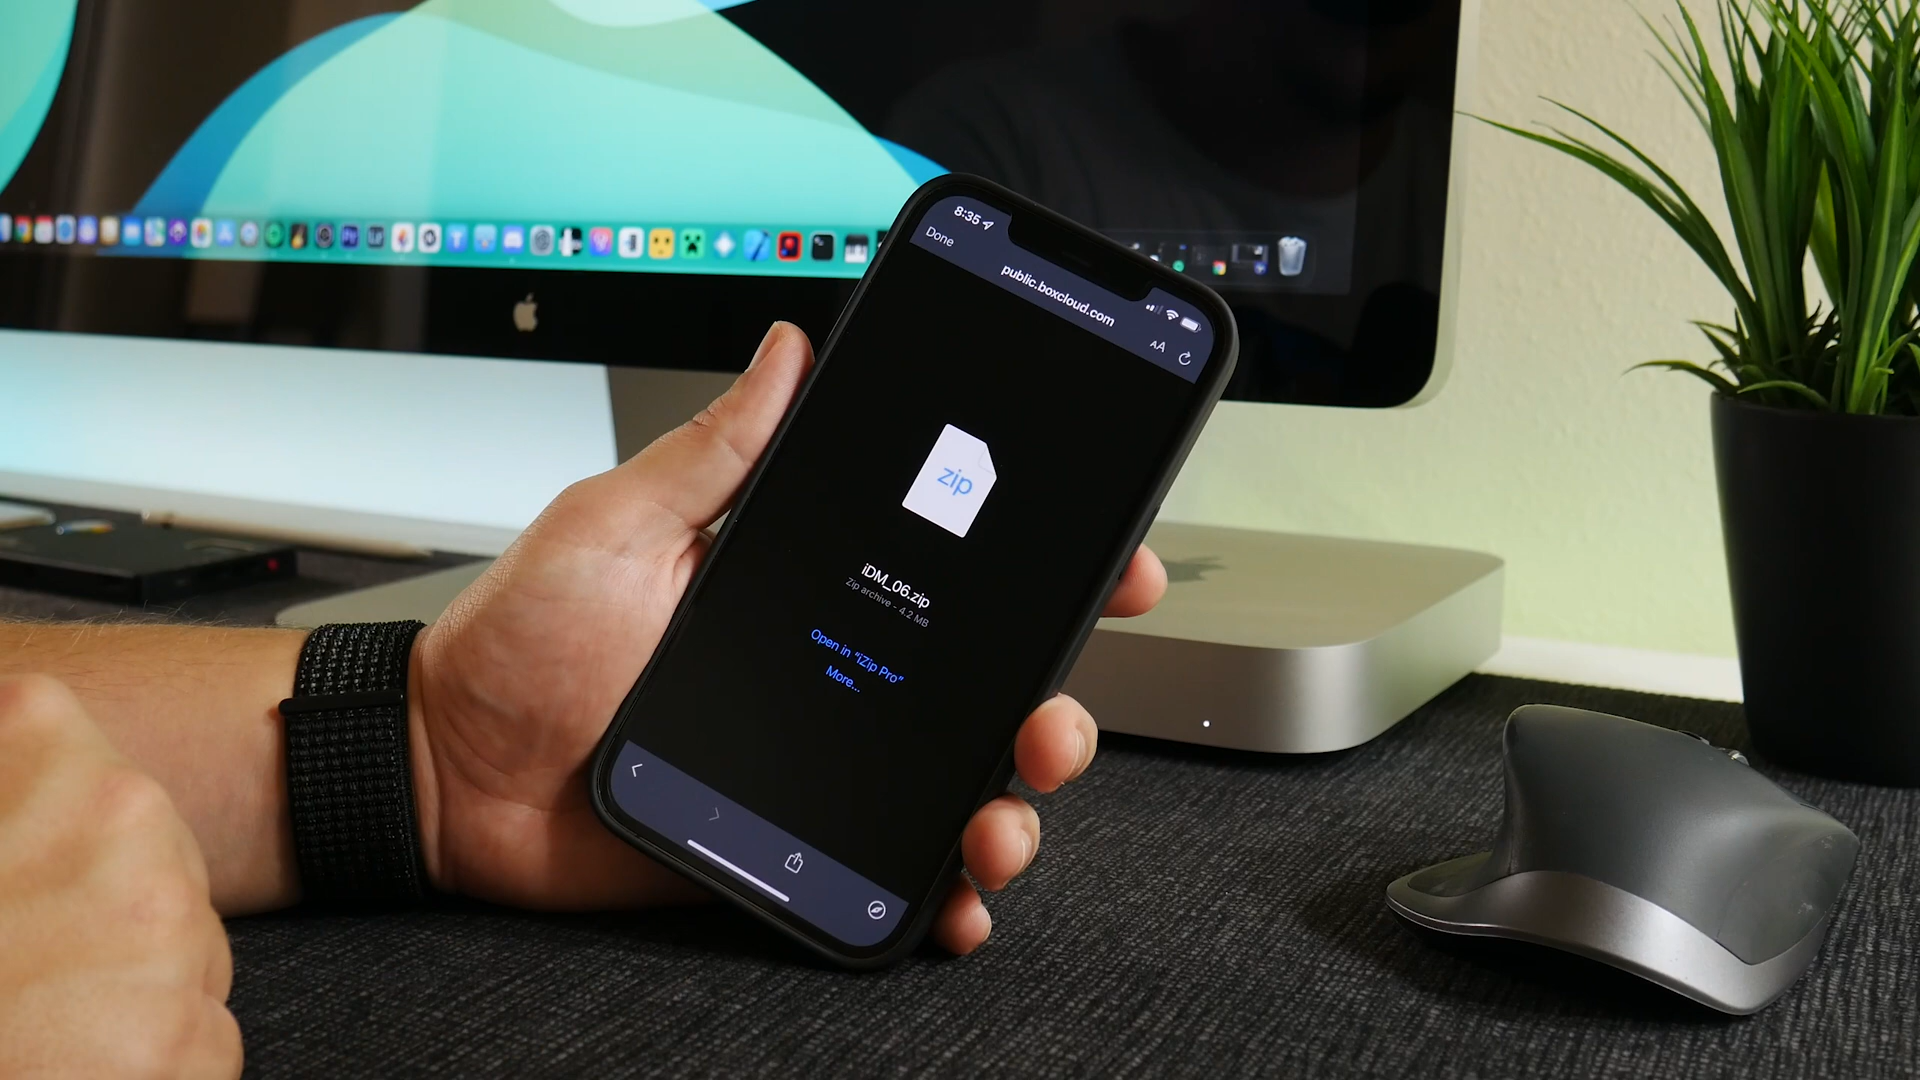 8:35
Done
public.boxcloud.com
AA
zip
iDM_06.zip
Zip archive - 4.2 MB
Open in “iZip Pro”
More...
Pr